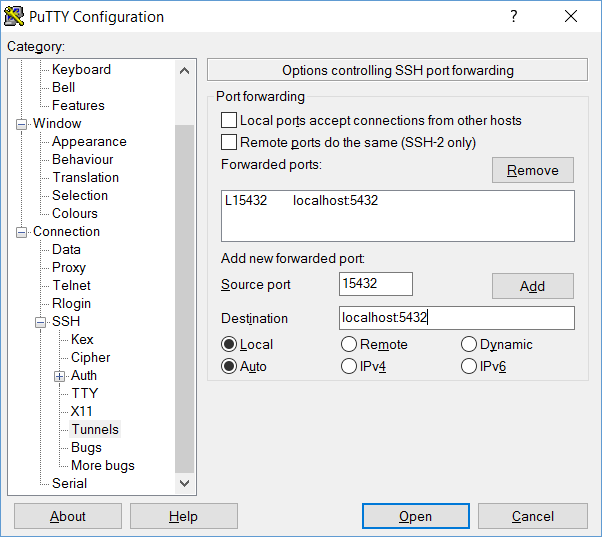 PuTTY Configuration
Category:
Keyboard
Bell
Features
Window
Appearance
Behaviour
Translation
Selection
Colours
Connection
Data
Proxy
Telnet
Rlogin
SSH
Kex
Cipher
Auth
TTY
X11
Tunnels
Bugs
More bugs
Serial
Options controlling SSH port forwarding
Port forwarding
Local ports accept connections from other hosts
Remote ports do the same (SSH-2 only)
Forwarded ports:
Remove
L15432 localhost:5432
Add new forwarded port:
Source port 15432 Add
Destination localhost:5432
Local Remote Dynamic
Auto IPv4 IPv6
About Help Open Cancel